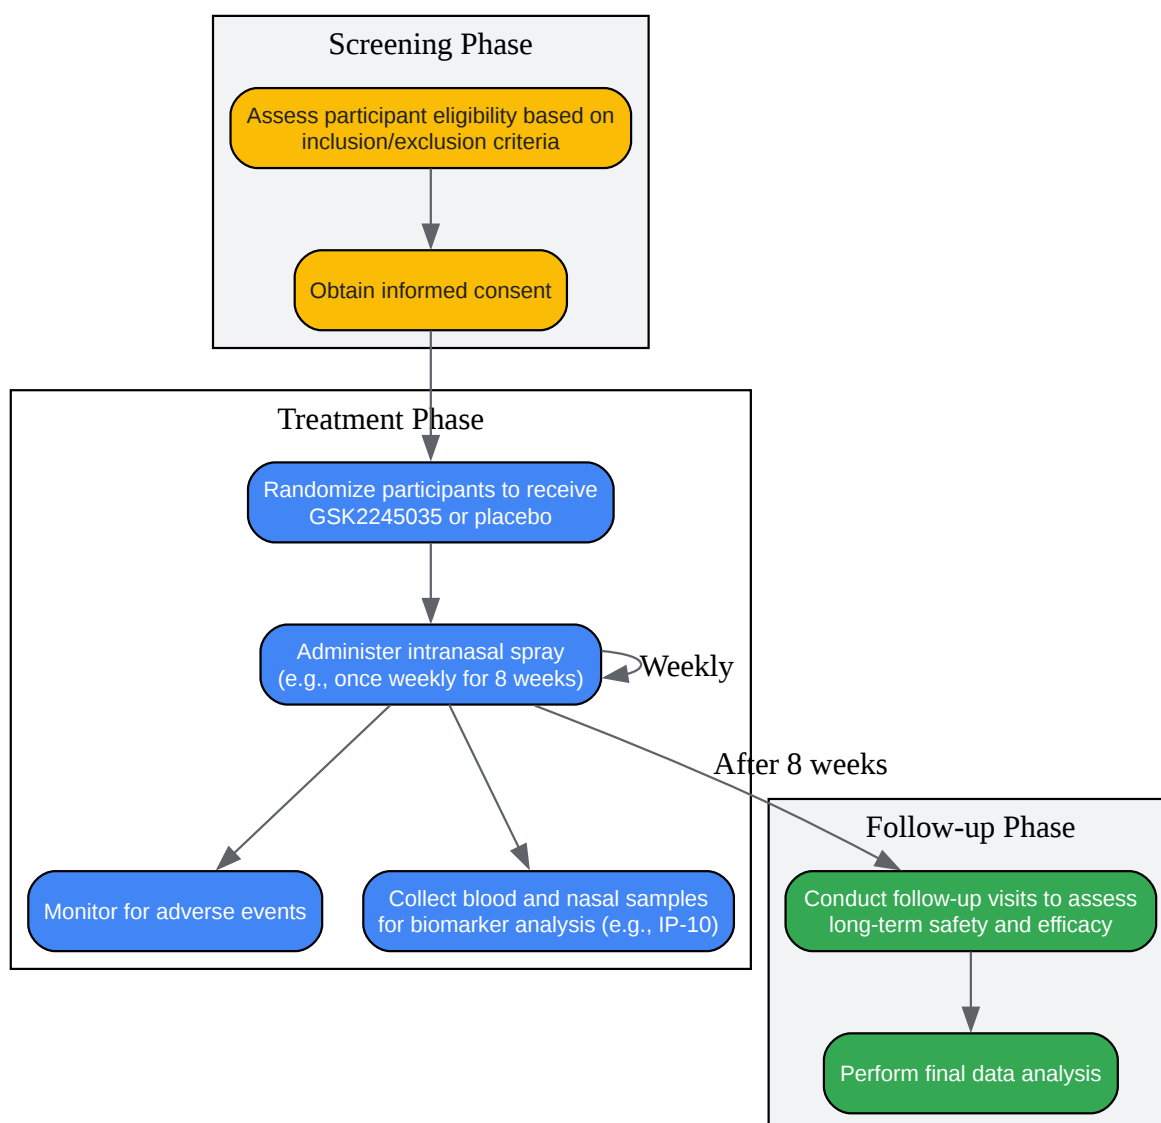 Screening Phase
Assess participant eligibility based on
inclusion/exclusion criteria
Obtain informed consent
Treatment Phase
Randomize participants to receive
GSK2245035 or placebo
Administer intranasal spray
(e.g., once weekly for 8 weeks)
Weekly
After 8 weeks
Monitor for adverse events
Collect blood and nasal samples
for biomarker analysis (e.g., IP-10)
Follow-up Phase
Conduct follow-up visits to assess
long-term safety and efficacy
Perform final data analysis